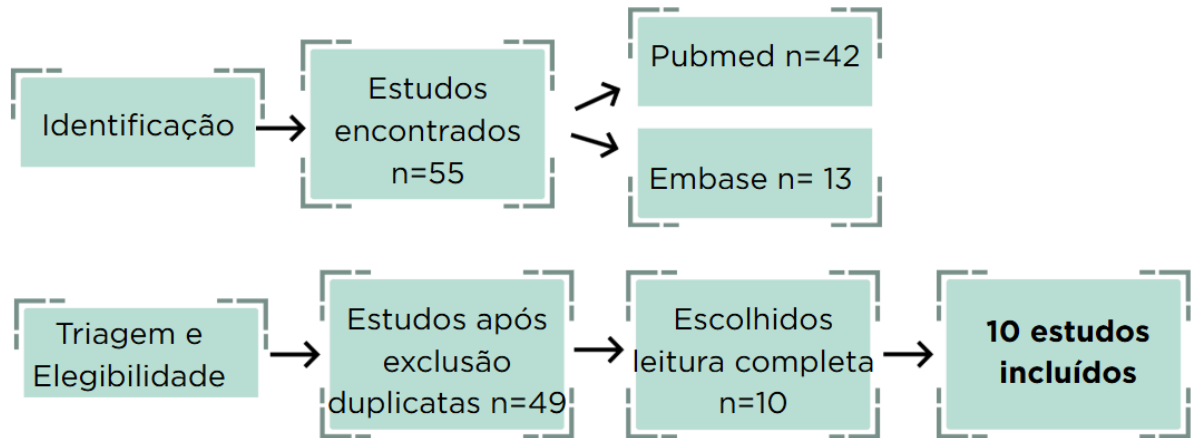 Identificação
Estudos
encontrados
n=55
Pubmed n=42
Embase n= 13
Triagem e
Elegibilidade
Estudos após
exclusão
duplicatas n=49
Escolhidos
leitura completa
n=10
10 estudos
incluídos